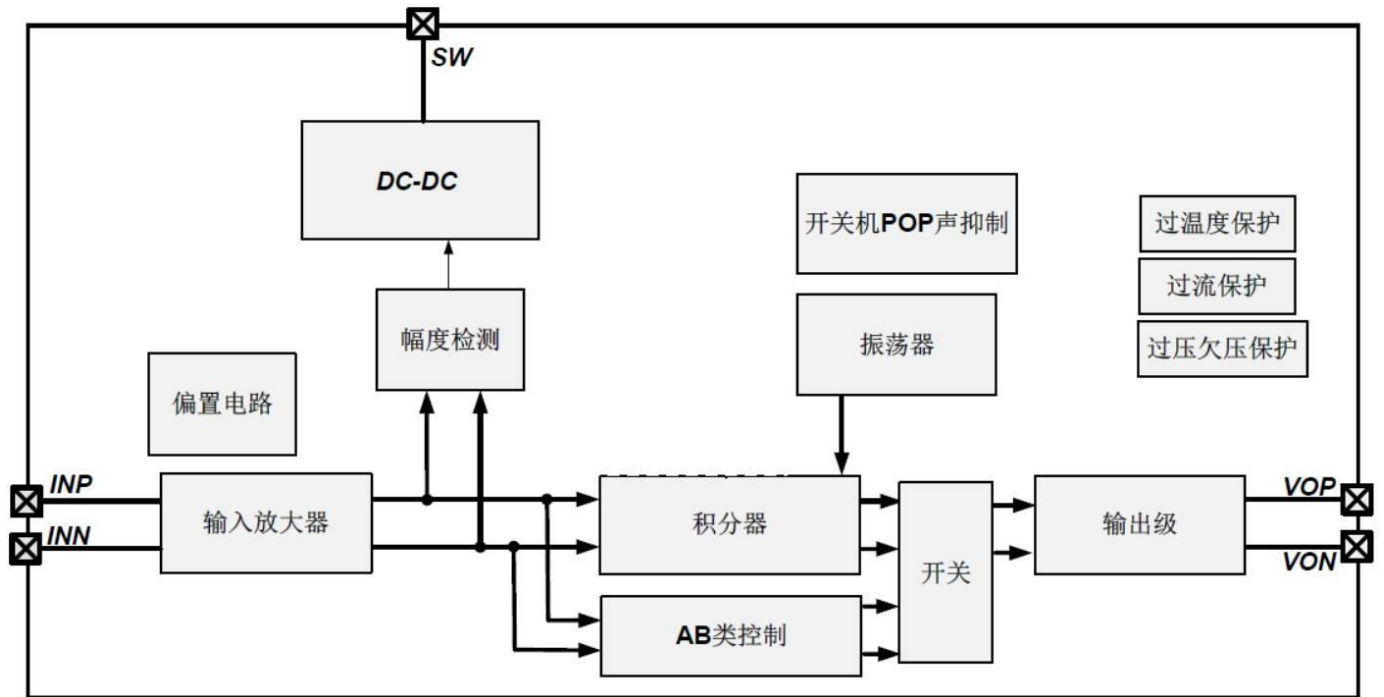 SW
DC-DC
开关机POP声抑制
过温度保护
过流保护
过压欠压保护
幅度检测
振荡器
偏置电路
INP
INN
输入放大器
积分器
开关
输出级
VOP
VON
AB类控制